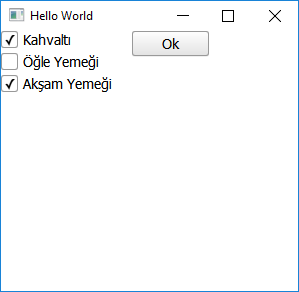 Hello World
Kahvaltı
Ok
Öğle Yemeği
Akşam Yemeği